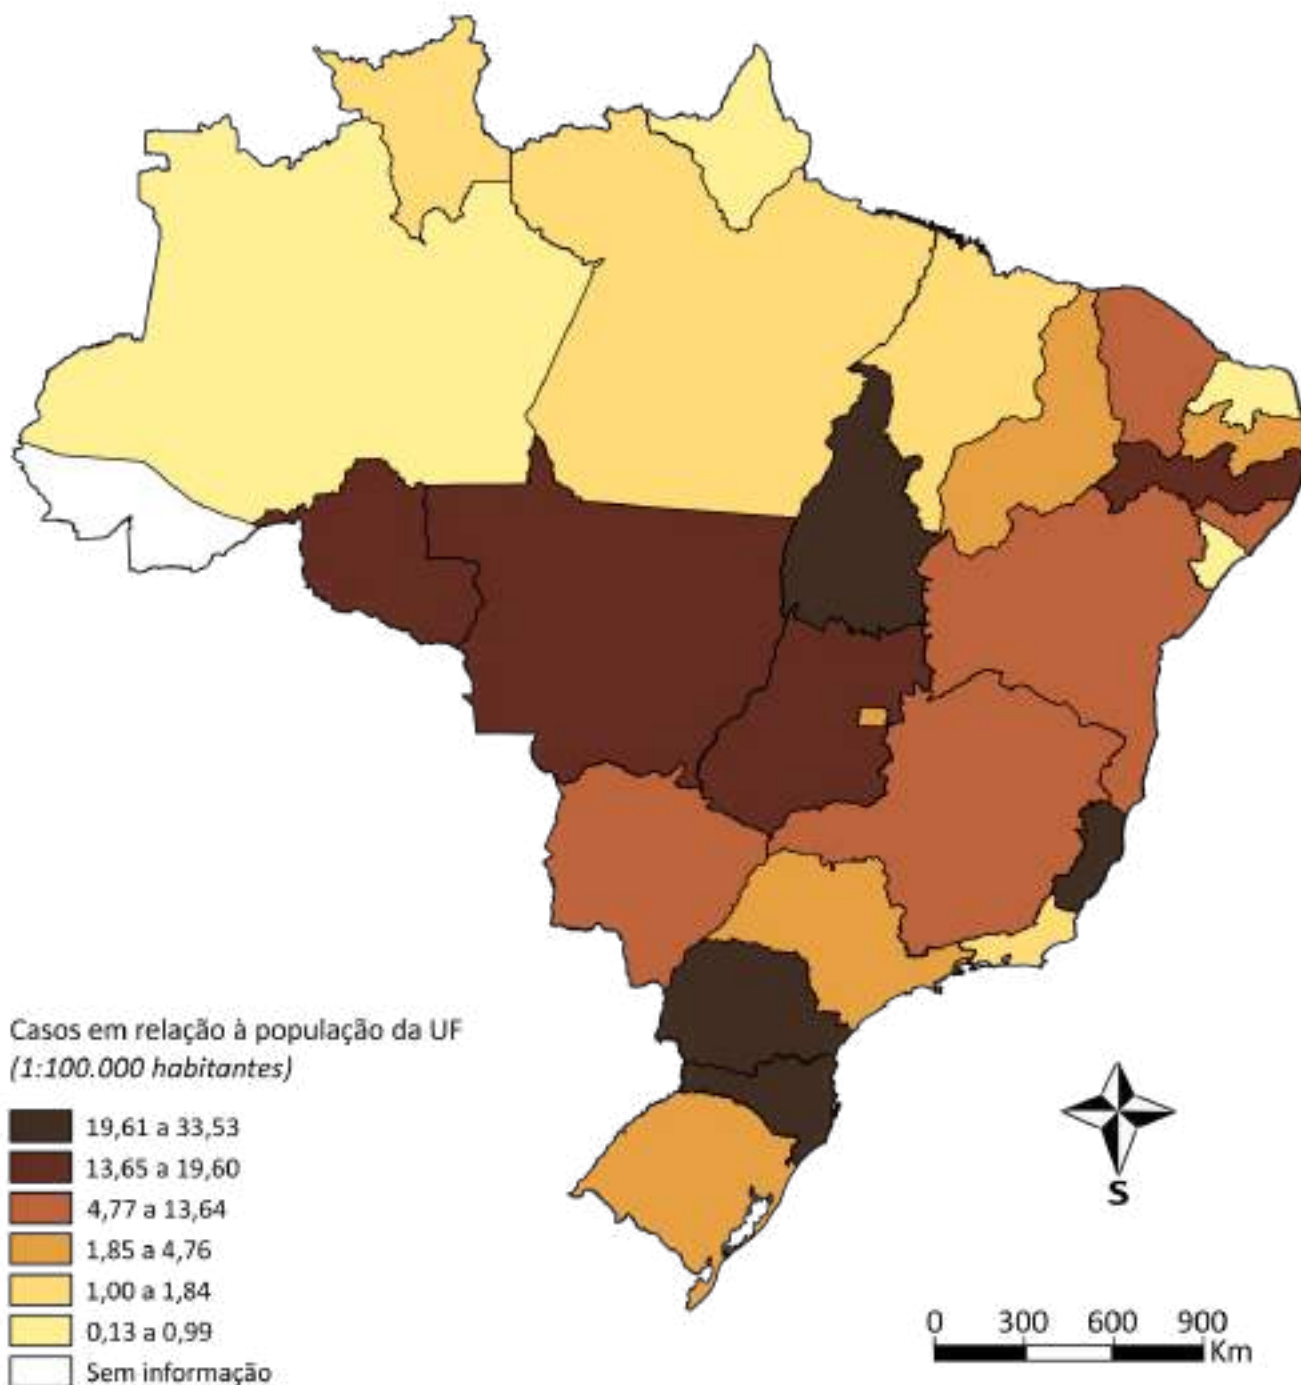 Casos em relação à população da UF
(1:100.000 habitantes)
19,61 a 33,53
13,65 a 19,60
4,77 a 13,64
1,85 a 4,76
1,00 a 1,84
0,13 a 0,99
Sem informação
S
0 300 600 900
Km